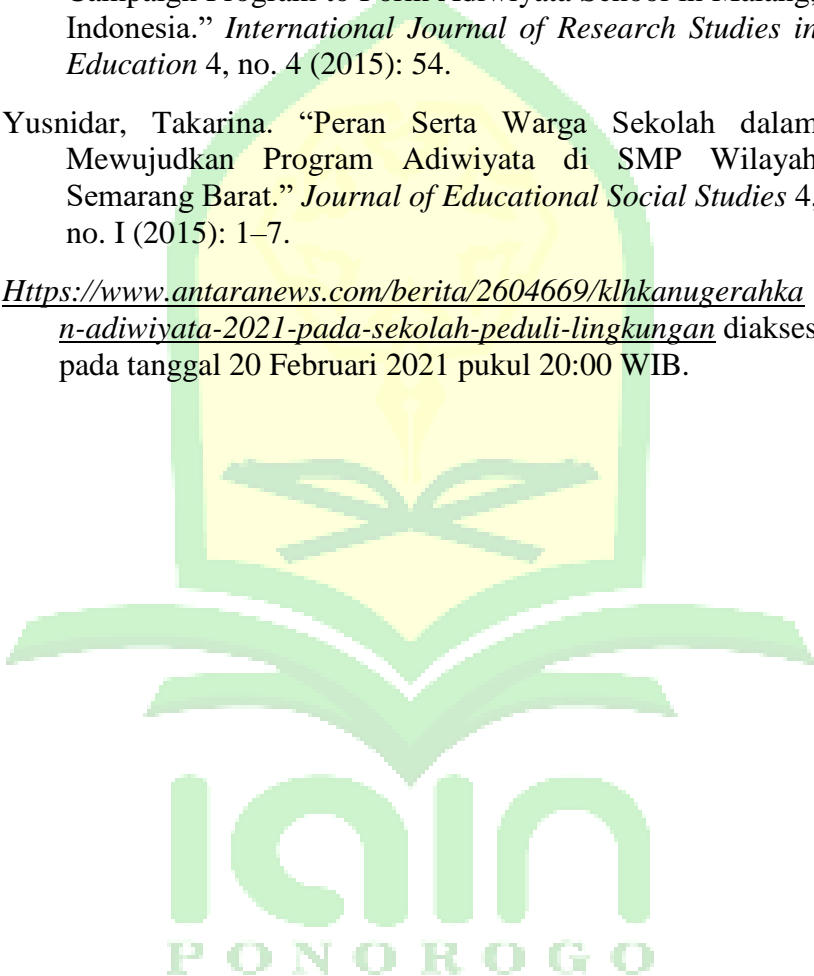 Campaign Program to Form Adiwiyata School in Malang,
Indonesia.” International Journal of Research Studies in
Education 4, no. 4 (2015): 54.
Yusnidar, Takarina. “Peran Serta Warga Sekolah dalam
Mewujudkan Program Adiwiyata di SMP Wilayah
Semarang Barat.” Journal of Educational Social Studies 4,
no. I (2015): 1–7.
Https://www.antaranews.com/berita/2604669/klhkanugerahka
n-adiwiyata-2021-pada-sekolah-peduli-lingkungan diakses
pada tanggal 20 Februari 2021 pukul 20:00 WIB.
iain
PONOROGO